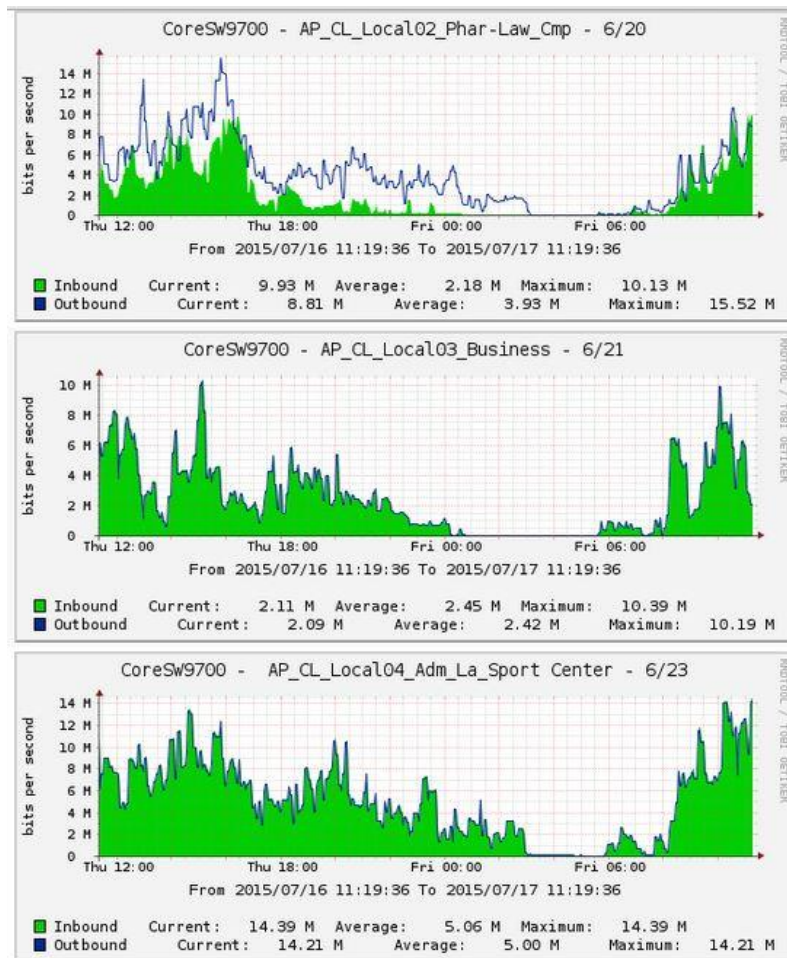 CoreSW9700 - AP_CL_Local02_Phar-Law_Cmp - 6/20
RRDTOOL / TOBI OETIKER
bits per second
14 M
12 M
10 M
8 M
6 M
4 M
2 M
0
Thu 12:00 Thu 18:00 Fri 00:00 Fri 06:00
From 2015/07/16 11:19:36 To 2015/07/17 11:19:36
Inbound Current: 9.93 M Average: 2.18 M Maximum: 10.13 M
Outbound Current: 8.81 M Average: 3.93 M Maximum: 15.52 M
CoreSW9700 - AP_CL_Local03_Business - 6/21
RRDTOOL / TOBI OETIKER
bits per second
10 M
8 M
6 M
4 M
2 M
0
Thu 12:00 Thu 18:00 Fri 00:00 Fri 06:00
From 2015/07/16 11:19:36 To 2015/07/17 11:19:36
Inbound Current: 2.11 M Average: 2.45 M Maximum: 10.39 M
Outbound Current: 2.09 M Average: 2.42 M Maximum: 10.19 M
CoreSW9700 - AP_CL_Local04_Adm_La_Sport Center - 6/23
RRDTOOL / TOBI OETIKER
bits per second
14 M
12 M
10 M
8 M
6 M
4 M
2 M
0
Thu 12:00 Thu 18:00 Fri 00:00 Fri 06:00
From 2015/07/16 11:19:36 To 2015/07/17 11:19:36
Inbound Current: 14.39 M Average: 5.06 M Maximum: 14.39 M
Outbound Current: 14.21 M Average: 5.00 M Maximum: 14.21 M